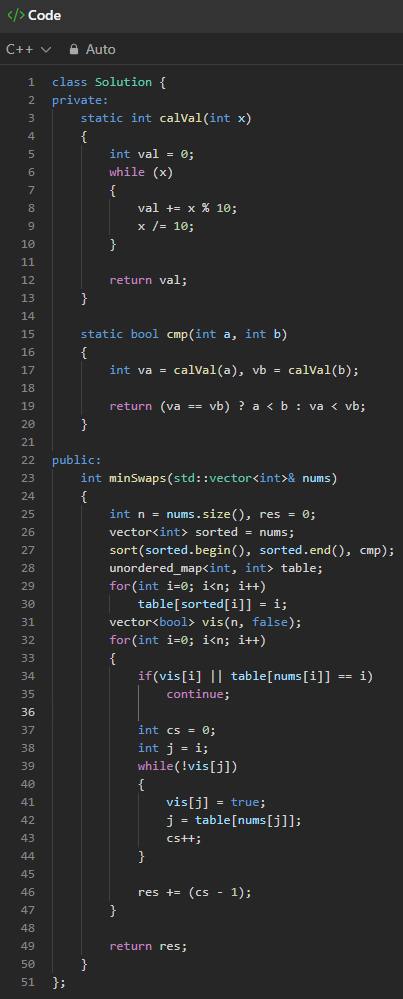 </> Code
C++ Auto
1 class Solution {
2 private:
3     static int calVal(int x)
4     {
5         int val = 0;
6         while (x)
7         {
8             val += x % 10;
9             x /= 10;
10         }
11
12         return val;
13     }
14
15     static bool cmp(int a, int b)
16     {
17         int va = calVal(a), vb = calVal(b);
18
19         return (va == vb) ? a < b : va < vb;
20     }
21
22 public:
23     int minSwaps(std::vector<int>& nums)
24     {
25         int n = nums.size(), res = 0;
26         vector<int> sorted = nums;
27         sort(sorted.begin(), sorted.end(), cmp);
28         unordered_map<int, int> table;
29         for(int i=0; i<n; i++)
30             table[sorted[i]] = i;
31         vector<bool> vis(n, false);
32         for(int i=0; i<n; i++)
33         {
34             if(vis[i] || table[nums[i]] == i)
35                 continue;
36
37             int cs = 0;
38             int j = i;
39             while(!vis[j])
40             {
41                 vis[j] = true;
42                 j = table[nums[j]];
43                 cs++;
44             }
45
46             res += (cs - 1);
47         }
48
49         return res;
50     }
51 };